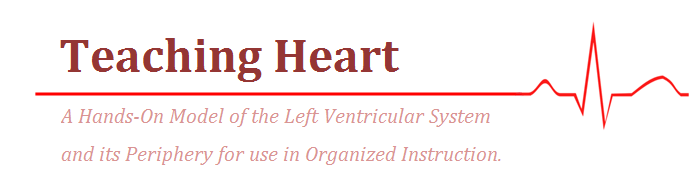 Teaching Heart
A Hands-On Model of the Left Ventricular System
and its Periphery for use in Organized Instruction.